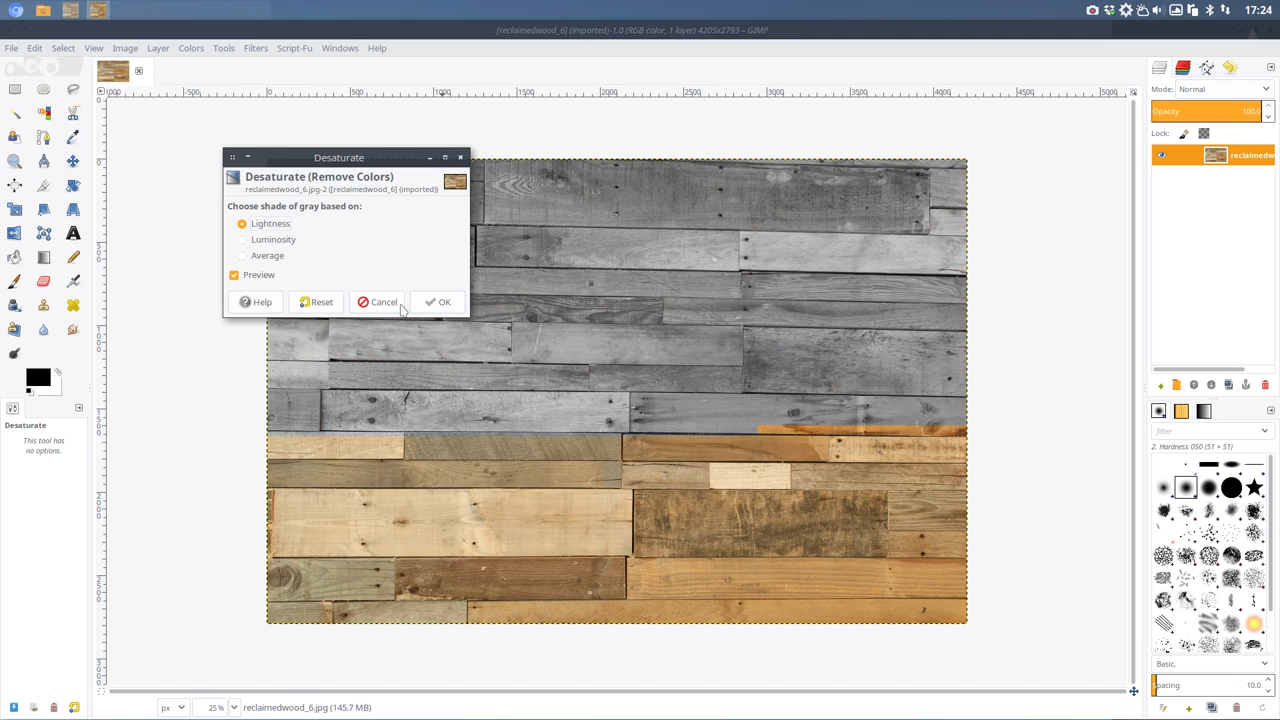 17:24
[reclaimedwood_6] (imported)-1.0 (RGB color, 1 layer) 4205x2793 – GIMP
File Edit Select View Image Layer Colors Tools Filters Script-Fu Windows Help
Mode: Normal
Opacity 100.0
Lock:
reclaimedw
Desaturate
Desaturate (Remove Colors)
reclaimedwood_6.jpg-2 ([reclaimedwood_6] (imported))
Choose shade of gray based on:
Lightness
Luminosity
Average
Preview
Help Reset Cancel OK
Desaturate
This tool has
no options.
filter
2. Hardness 050 (51 × 51)
Basic,
pacing 10.0
px 25 % reclaimedwood_6.jpg (145.7 MB)